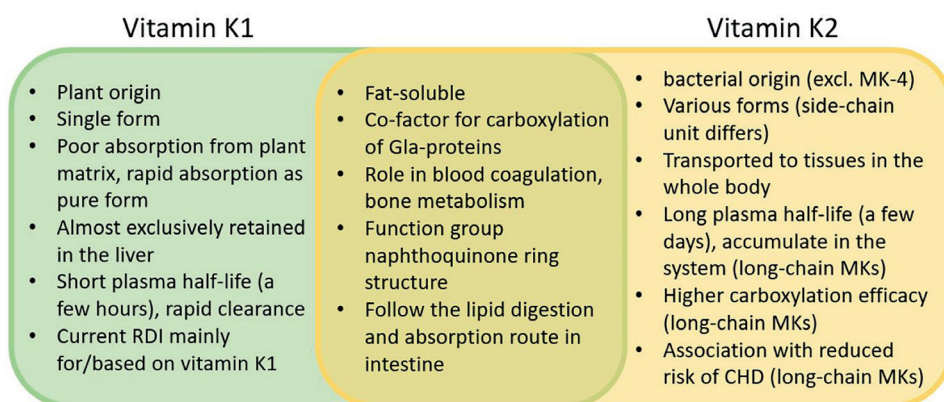 Vitamin K1
Vitamin K2
• Plant origin
• Single form
• Poor absorption from plant
matrix, rapid absorption as
pure form
• Almost exclusively retained
in the liver
• Short plasma half-life (a
few hours), rapid clearance
• Current RDI mainly
for/based on vitamin K1
• Fat-soluble
• Co-factor for carboxylation
of Gla-proteins
• Role in blood coagulation,
bone metabolism
• Function group
naphthoquinone ring
structure
• Follow the lipid digestion
and absorption route in
intestine
• bacterial origin (excl. MK-4)
• Various forms (side-chain
unit differs)
• Transported to tissues in the
whole body
• Long plasma half-life (a few
days), accumulate in the
system (long-chain MKs)
• Higher carboxylation efficacy
(long-chain MKs)
• Association with reduced
risk of CHD (long-chain MKs)